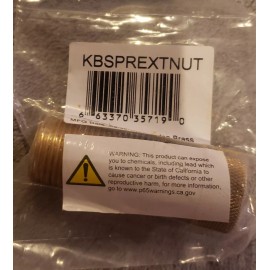 KBSPREXTNUT
6 63370 35719 0
Brass
WARNING:
This product can expose
you to chemicals, including lead which
is known to the State of California to
cause cancer or birth defects or other
reproductive harm, for more information,
go to www.p65warnings.ca.gov